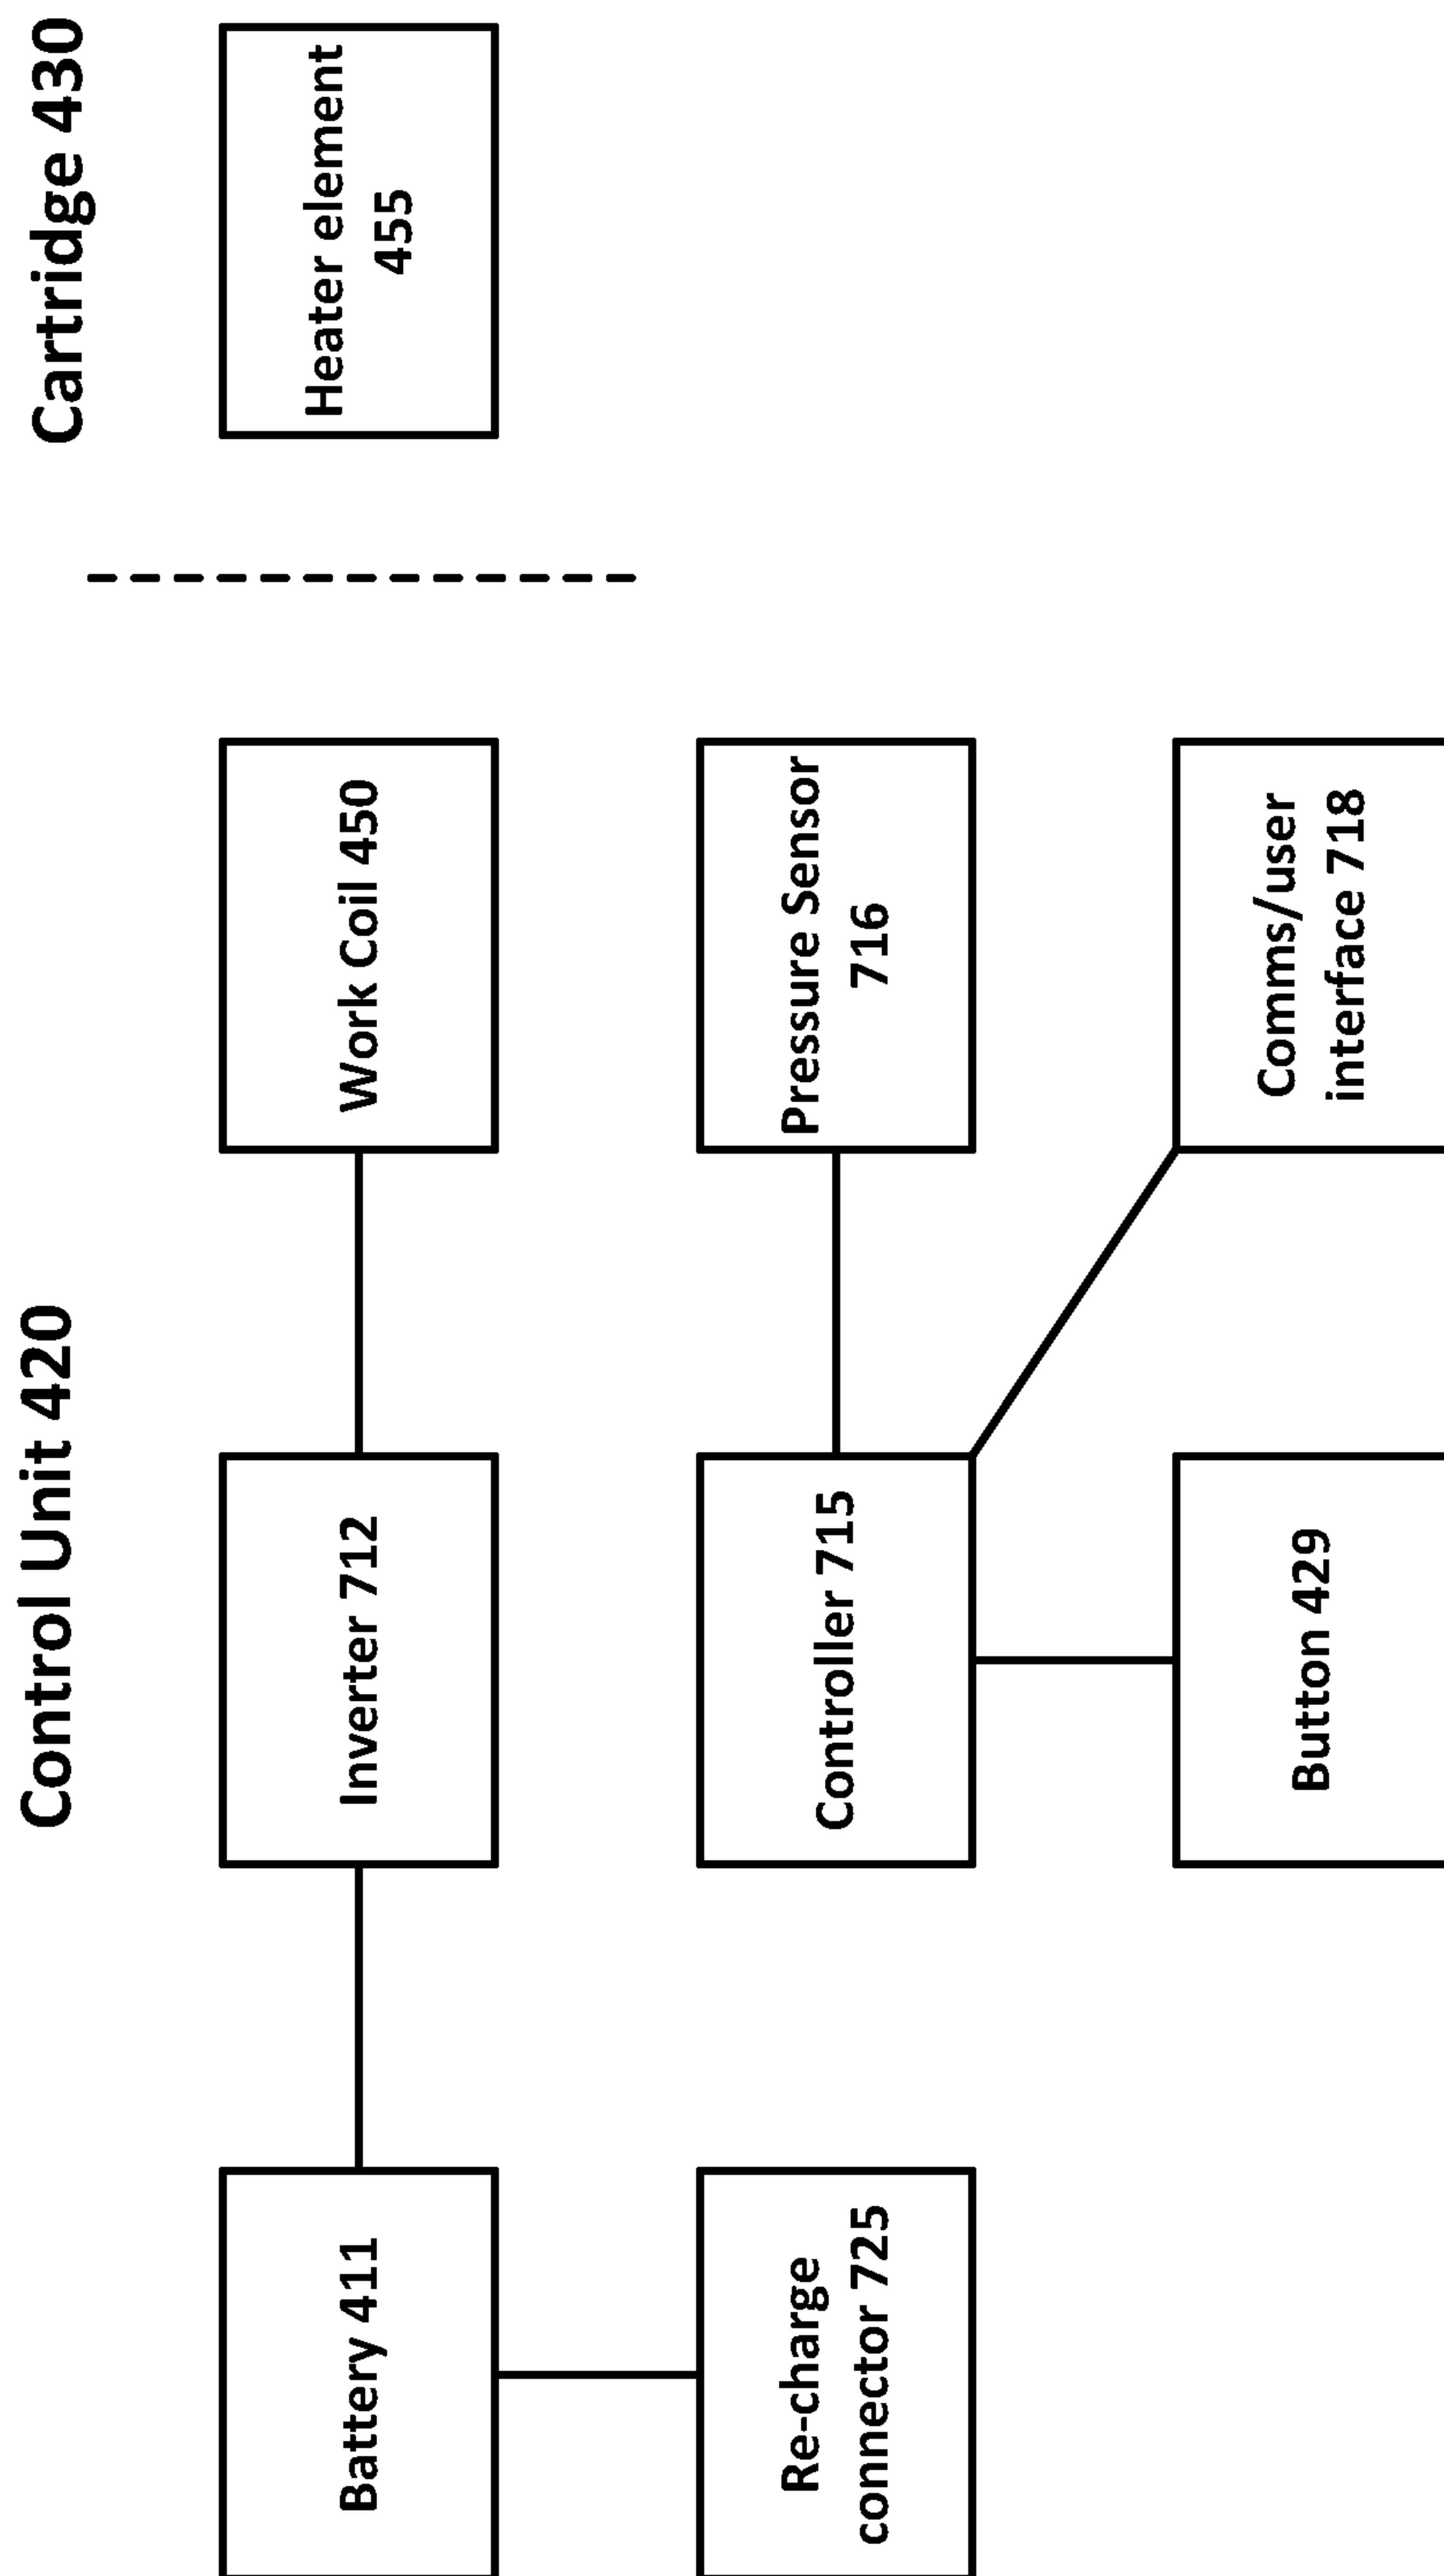 Control Unit 420
Cartridge 430
Battery 411
Inverter 712
Work Coil 450
Heater element
455
Re-charge
connector 725
Controller 715
Pressure Sensor
716
Button 429
Comms/user
interface 718